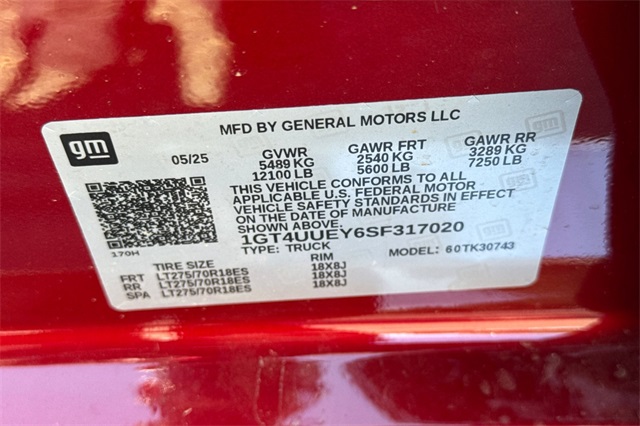 MFD BY GENERAL MOTORS LLC
gm
05/25 GVWR GAWR FRT GAWR RR
5489 KG 2540 KG 3289 KG
12100 LB 5600 LB 7250 LB
THIS VEHICLE CONFORMS TO ALL
APPLICABLE U.S. FEDERAL MOTOR
VEHICLE SAFETY STANDARDS IN EFFECT
ON THE DATE OF MANUFACTURE
SHOWN ABOVE.
170H
1GT4UUEY6SF317020
TYPE: TRUCK MODEL: 60TK30743
TIRE SIZE RIM
FRT LT275/70R18ES 18X8J
RR LT275/70R18ES 18X8J
SPA LT275/70R18ES 18X8J